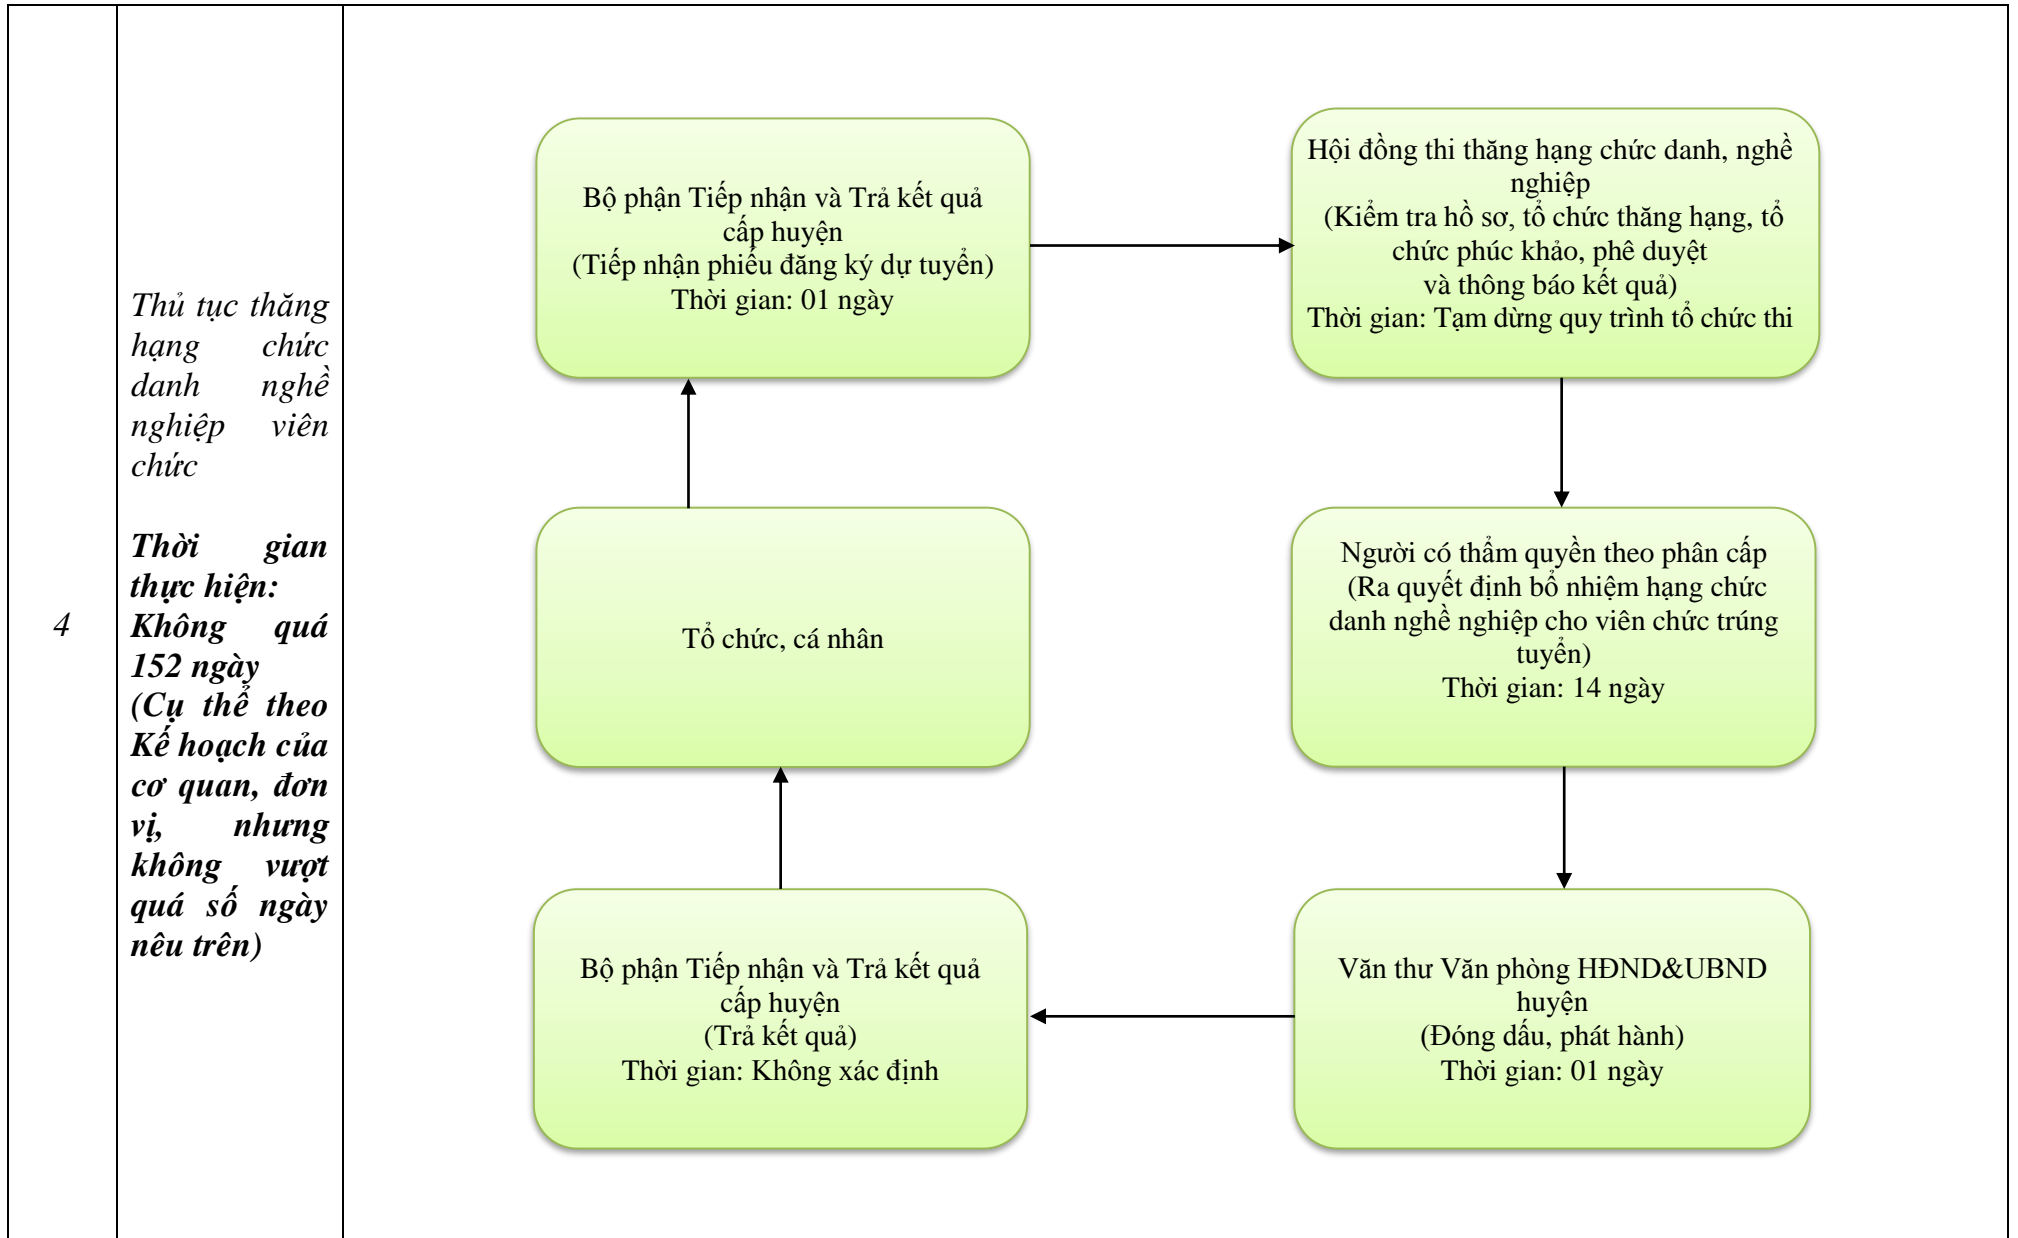 4
Thủ tục thăng
hạng chức
danh nghề
nghiệp viên
chức
Thời gian
thực hiện:
Không quá
152 ngày
(Cụ thể theo
Kế hoạch của
cơ quan, đơn
vị, nhưng
không vượt
quá số ngày
nêu trên)
Bộ phận Tiếp nhận và Trả kết quả
cấp huyện
(Tiếp nhận phiếu đăng ký dự tuyển)
Thời gian: 01 ngày
Hội đồng thi thăng hạng chức danh, nghề
nghiệp
(Kiểm tra hồ sơ, tổ chức thăng hạng, tổ
chức phúc khảo, phê duyệt
và thông báo kết quả)
Thời gian: Tạm dừng quy trình tổ chức thi
Tổ chức, cá nhân
Người có thẩm quyền theo phân cấp
(Ra quyết định bổ nhiệm hạng chức
danh nghề nghiệp cho viên chức trúng
tuyển)
Thời gian: 14 ngày
Bộ phận Tiếp nhận và Trả kết quả
cấp huyện
(Trả kết quả)
Thời gian: Không xác định
Văn thư Văn phòng HĐND&UBND
huyện
(Đóng dấu, phát hành)
Thời gian: 01 ngày